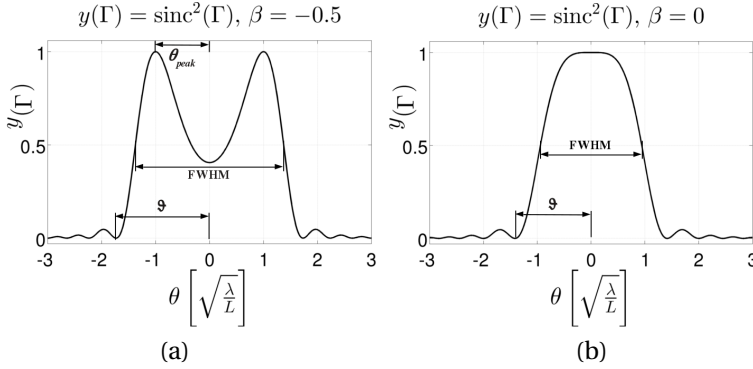 y(Γ) = sinc²(Γ), β = −0.5
y(Γ)
1
0.5
0
θpeak
FWHM
ϑ
-3 -2 -1 0 1 2 3
θ [√(λ/L)]
(a)
y(Γ) = sinc²(Γ), β = 0
y(Γ)
1
0.5
0
FWHM
ϑ
-3 -2 -1 0 1 2 3
θ [√(λ/L)]
(b)